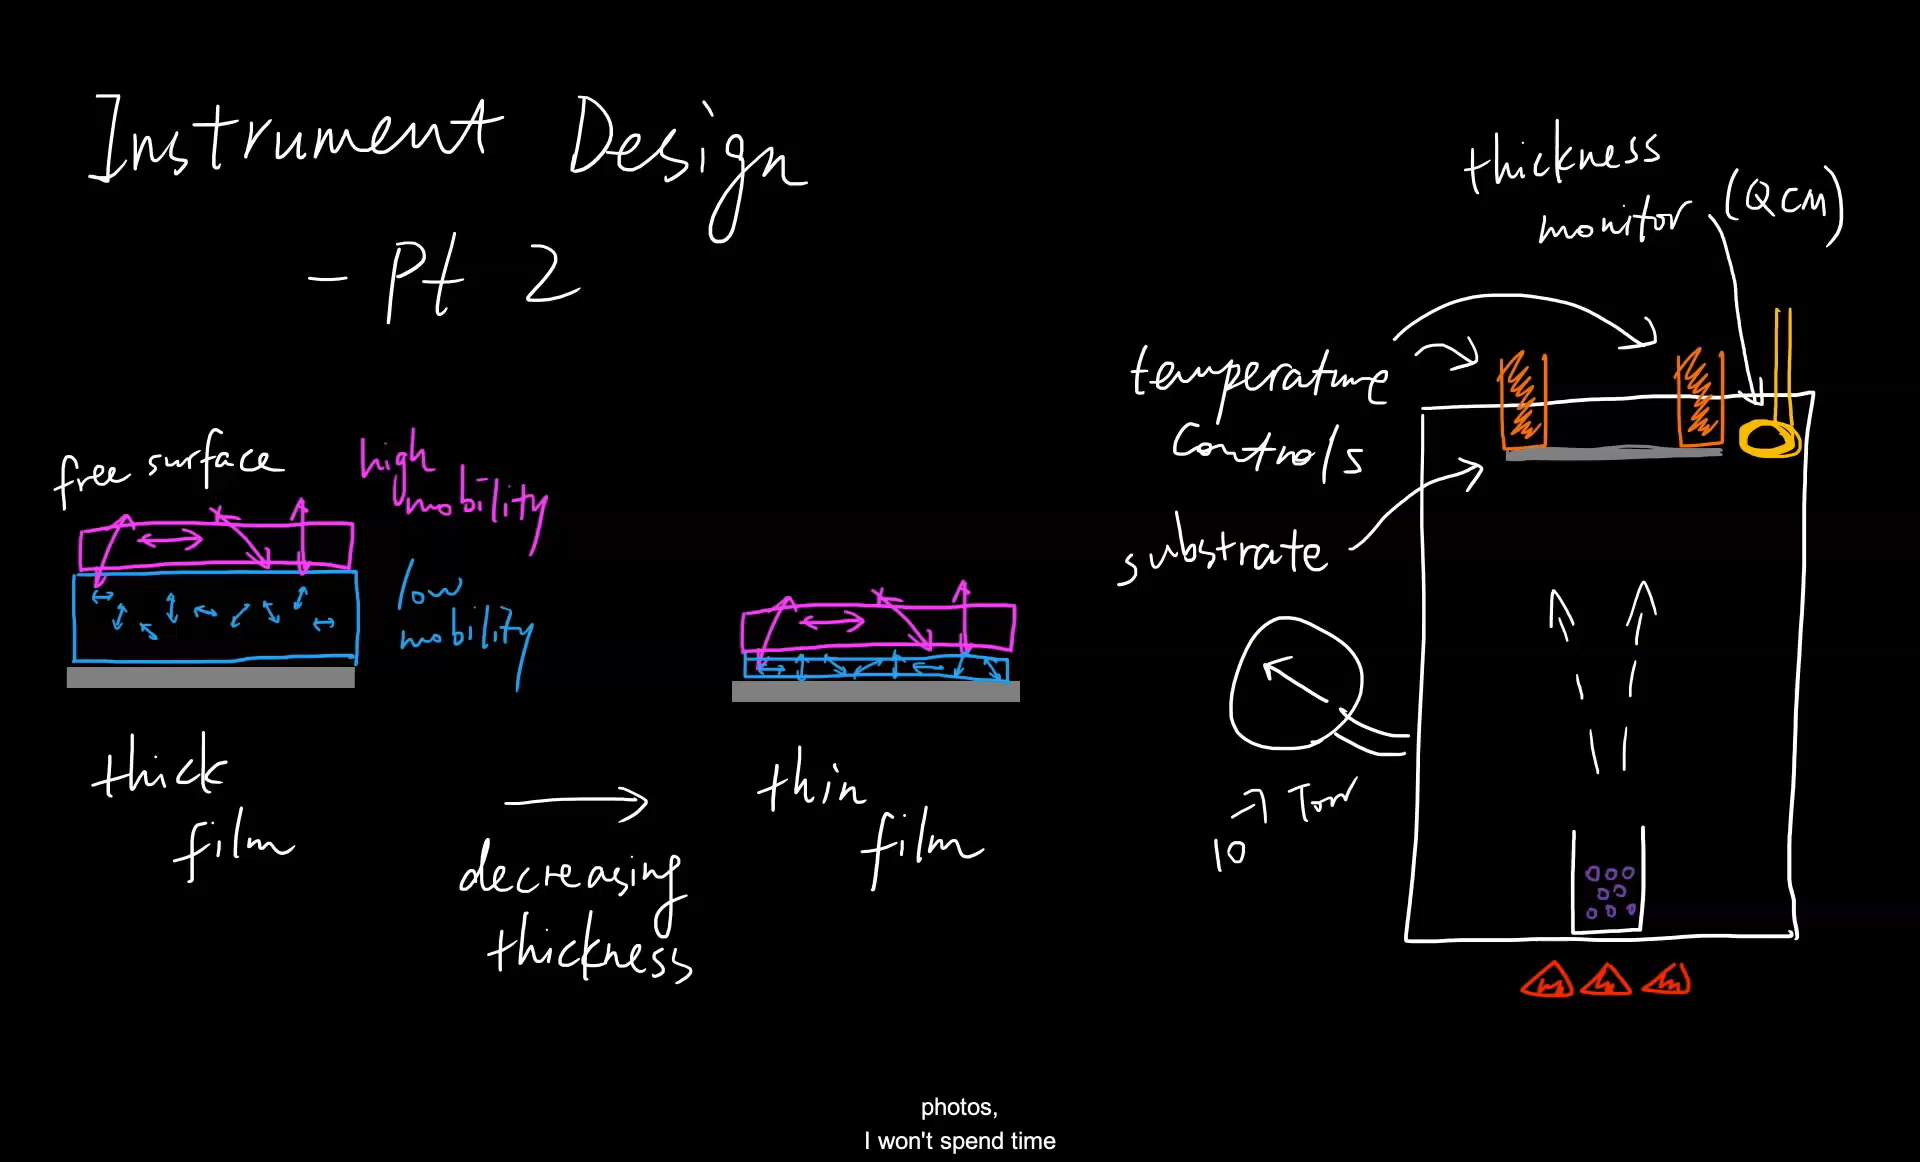 Instrument Design
- Pt 2
free surface
high
mobility
low
mobility
thick
film
decreasing
thickness
thin
film
thickness
monitor (QCM)
temperature
controls
substrate
10⁻⁷ Torr
photos,
I won't spend time